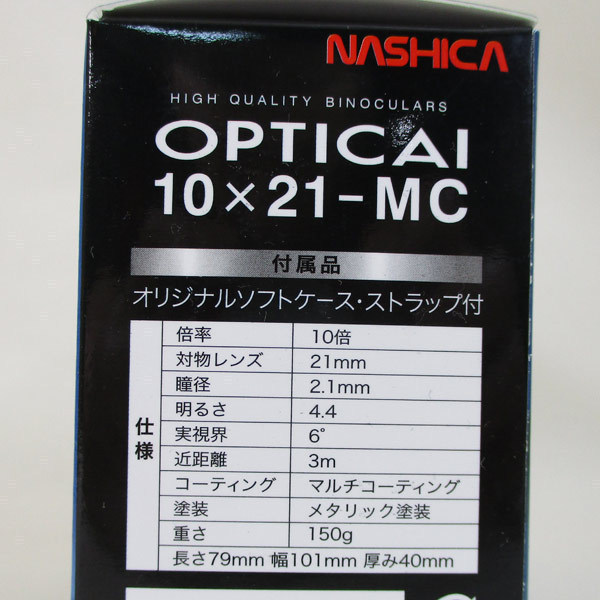 NASHICA
HIGH QUALITY BINOCULARS
OPTICAI
10×21-MC
付属品
オリジナルソフトケース・ストラップ付
仕様
倍率 10倍
対物レンズ 21mm
瞳径 2.1mm
明るさ 4.4
実視界 6°
近距離 3m
コーティング マルチコーティング
塗装 メタリック塗装
重さ 150g
長さ79mm 幅101mm 厚み40mm